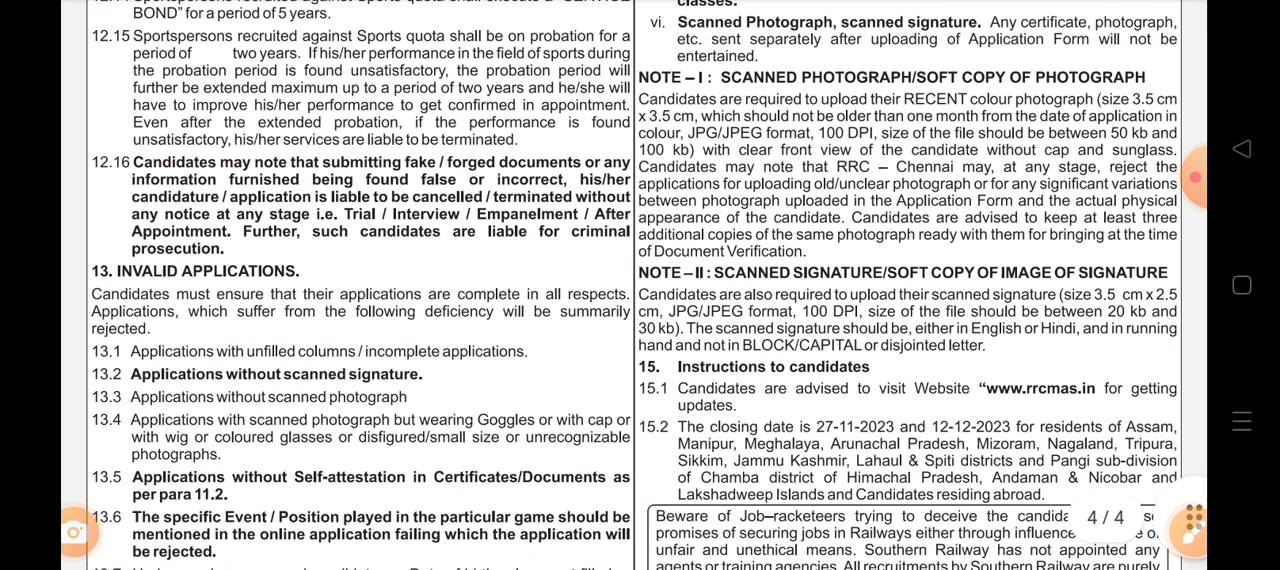 BOND” for a period of 5 years.
12.15 Sportspersons recruited against Sports quota shall be on probation for a
period of two years. If his/her performance in the field of sports during
the probation period is found unsatisfactory, the probation period will
further be extended maximum up to a period of two years and he/she will
have to improve his/her performance to get confirmed in appointment.
Even after the extended probation, if the performance is found
unsatisfactory, his/her services are liable to be terminated.
12.16 Candidates may note that submitting fake / forged documents or any
information furnished being found false or incorrect, his/her
candidature / application is liable to be cancelled / terminated without
any notice at any stage i.e. Trial / Interview / Empanelment / After
Appointment. Further, such candidates are liable for criminal
prosecution.
13. INVALID APPLICATIONS.
Candidates must ensure that their applications are complete in all respects.
Applications, which suffer from the following deficiency will be summarily
rejected.
13.1 Applications with unfilled columns / incomplete applications.
13.2 Applications without scanned signature.
13.3 Applications without scanned photograph
13.4 Applications with scanned photograph but wearing Goggles or with cap or
with wig or coloured glasses or disfigured/small size or unrecognizable
photographs.
13.5 Applications without Self-attestation in Certificates/Documents as
per para 11.2.
13.6 The specific Event / Position played in the particular game should be
mentioned in the online application failing which the application will
be rejected.
classes.
vi. Scanned Photograph, scanned signature. Any certificate, photograph,
etc. sent separately after uploading of Application Form will not be
entertained.
NOTE – I : SCANNED PHOTOGRAPH/SOFT COPY OF PHOTOGRAPH
Candidates are required to upload their RECENT colour photograph (size 3.5 cm
x 3.5 cm, which should not be older than one month from the date of application in
colour, JPG/JPEG format, 100 DPI, size of the file should be between 50 kb and
100 kb) with clear front view of the candidate without cap and sunglass.
Candidates may note that RRC – Chennai may, at any stage, reject the
applications for uploading old/unclear photograph or for any significant variations
between photograph uploaded in the Application Form and the actual physical
appearance of the candidate. Candidates are advised to keep at least three
additional copies of the same photograph ready with them for bringing at the time
of Document Verification.
NOTE – II : SCANNED SIGNATURE/SOFT COPY OF IMAGE OF SIGNATURE
Candidates are also required to upload their scanned signature (size 3.5 cm x 2.5
cm, JPG/JPEG format, 100 DPI, size of the file should be between 20 kb and
30 kb). The scanned signature should be, either in English or Hindi, and in running
hand and not in BLOCK/CAPITAL or disjointed letter.
15. Instructions to candidates
15.1 Candidates are advised to visit Website “www.rrcmas.in for getting
updates.
15.2 The closing date is 27-11-2023 and 12-12-2023 for residents of Assam,
Manipur, Meghalaya, Arunachal Pradesh, Mizoram, Nagaland, Tripura,
Sikkim, Jammu Kashmir, Lahaul & Spiti districts and Pangi sub-division
of Chamba district of Himachal Pradesh, Andaman & Nicobar and
Lakshadweep Islands and Candidates residing abroad.
Beware of Job–racketeers trying to deceive the
promises of securing jobs in Railways either through influence
unfair and unethical means. Southern Railway has not appointed any
agents or training agencies. All recruitments by Southern Railway are purely
4 / 4